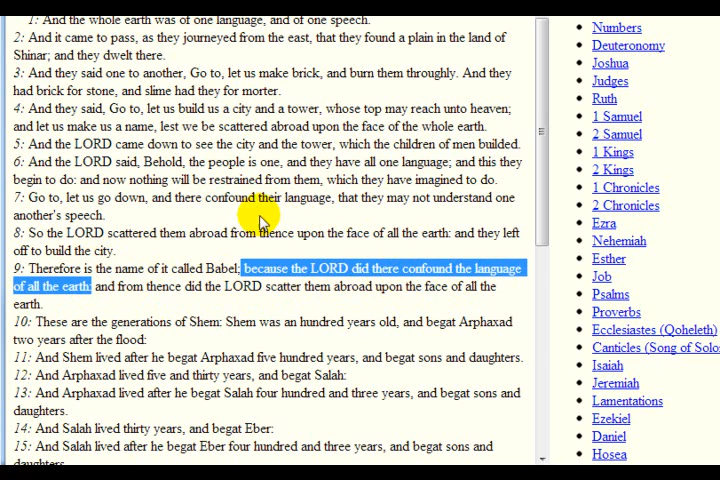 1: And the whole earth was of one language, and of one speech.
2: And it came to pass, as they journeyed from the east, that they found a plain in the land of
Shinar; and they dwelt there.
3: And they said one to another, Go to, let us make brick, and burn them throughly. And they
had brick for stone, and slime had they for morter.
4: And they said, Go to, let us build us a city and a tower, whose top may reach unto heaven;
and let us make us a name, lest we be scattered abroad upon the face of the whole earth.
5: And the LORD came down to see the city and the tower, which the children of men builded.
6: And the LORD said, Behold, the people is one, and they have all one language; and this they
begin to do: and now nothing will be restrained from them, which they have imagined to do.
7: Go to, let us go down, and there confound their language, that they may not understand one
another's speech.
8: So the LORD scattered them abroad from thence upon the face of all the earth: and they left
off to build the city.
9: Therefore is the name of it called Babel; because the LORD did there confound the language
of all the earth: and from thence did the LORD scatter them abroad upon the face of all the
earth.
10: These are the generations of Shem: Shem was an hundred years old, and begat Arphaxad
two years after the flood:
11: And Shem lived after he begat Arphaxad five hundred years, and begat sons and daughters.
12: And Arphaxad lived five and thirty years, and begat Salah:
13: And Arphaxad lived after he begat Salah four hundred and three years, and begat sons and
daughters.
14: And Salah lived thirty years, and begat Eber:
15: And Salah lived after he begat Eber four hundred and three years, and begat sons and
daughters.
Numbers
Deuteronomy
Joshua
Judges
Ruth
1 Samuel
2 Samuel
1 Kings
2 Kings
1 Chronicles
2 Chronicles
Ezra
Nehemiah
Esther
Job
Psalms
Proverbs
Ecclesiastes (Qoheleth)
Canticles (Song of Solo
Isaiah
Jeremiah
Lamentations
Ezekiel
Daniel
Hosea